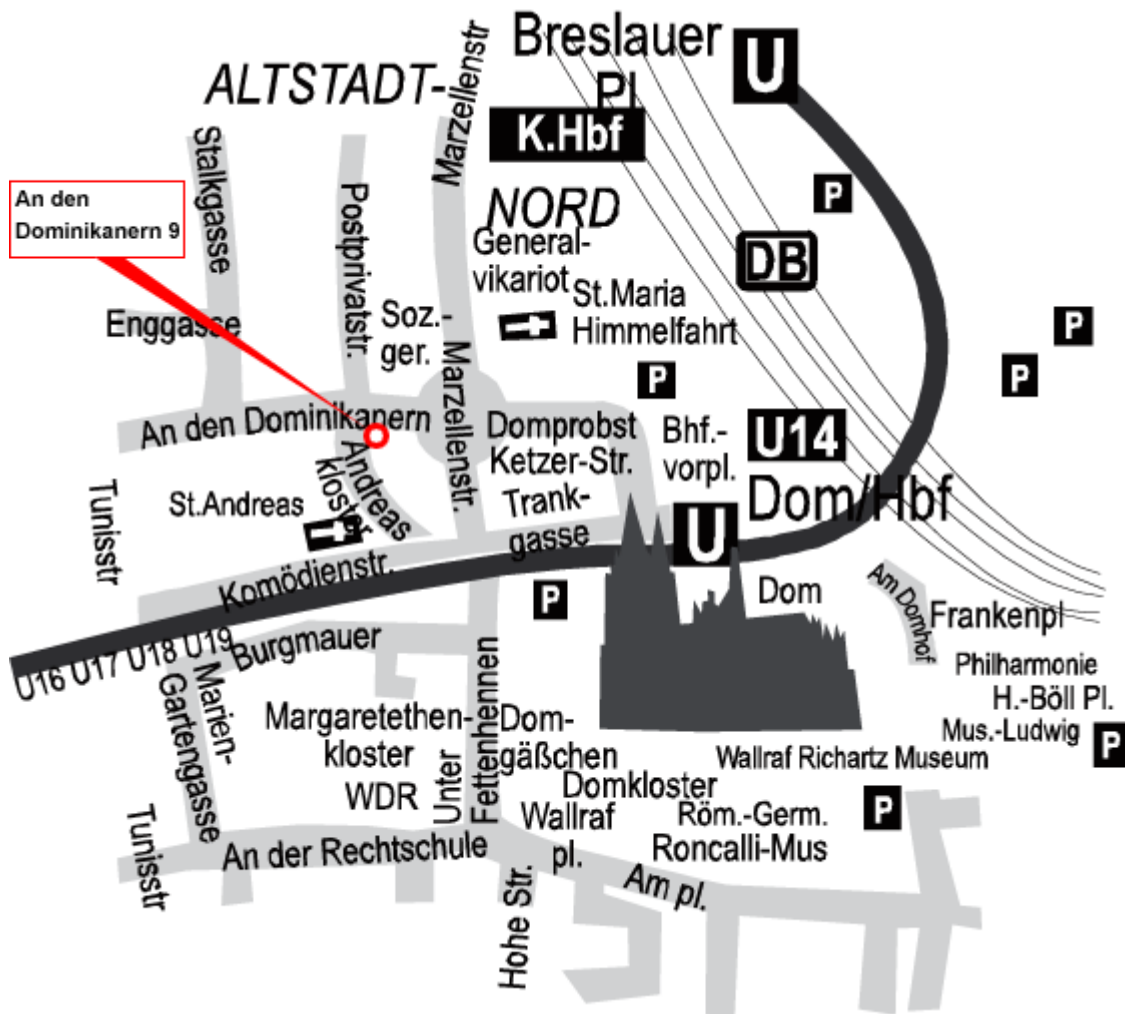 Breslauer
Pl
U
ALTSTADT-
Marzellenstr
K.Hbf
Stalkgasse
P
An den
Dominikanern 9
Postprivatstr.
NORD
General-
vikariot
DB
St.Maria
Himmelfahrt
Enggasse
Soz.-
ger.
P
P
P
Marzellenstr.
An den Dominikanern
Domprobst
Ketzer-Str.
Bhf.-
vorpl.
U14
Dom/Hbf
Andreas
kloster
St.Andreas
Tunisstr
Trank-
gasse
U
Komödienstr.
P
Dom
Am Domhof
Frankenpl
U16 U17 U18 U19
Burgmauer
Philharmonie
H.-Böll Pl.
Mus.-Ludwig
P
Marien-
Gartengasse
Margaretethen-
kloster
WDR
Unter
Fettenhennen
Dom-
gäßchen
Wallraf Richartz Museum
Domkloster
Wallraf
pl.
Röm.-Germ.
Roncalli-Mus
P
Tunisstr
An der Rechtschule
Am pl.
Hohe Str.